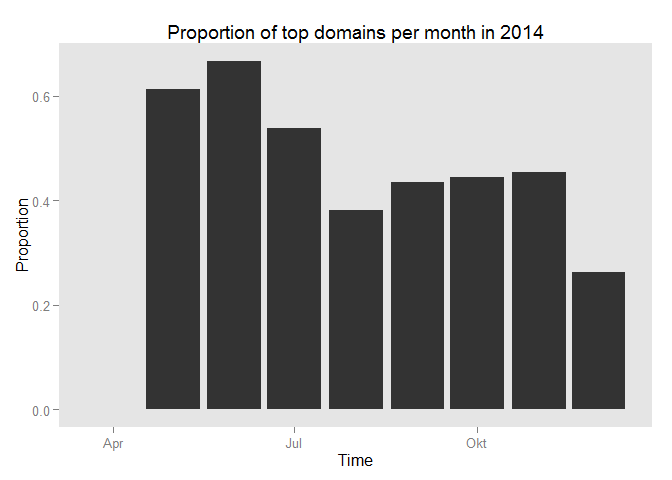 Proportion of top domains per month in 2014
Proportion
0.6
0.4
0.2
0.0
Apr
Jul
Okt
Time